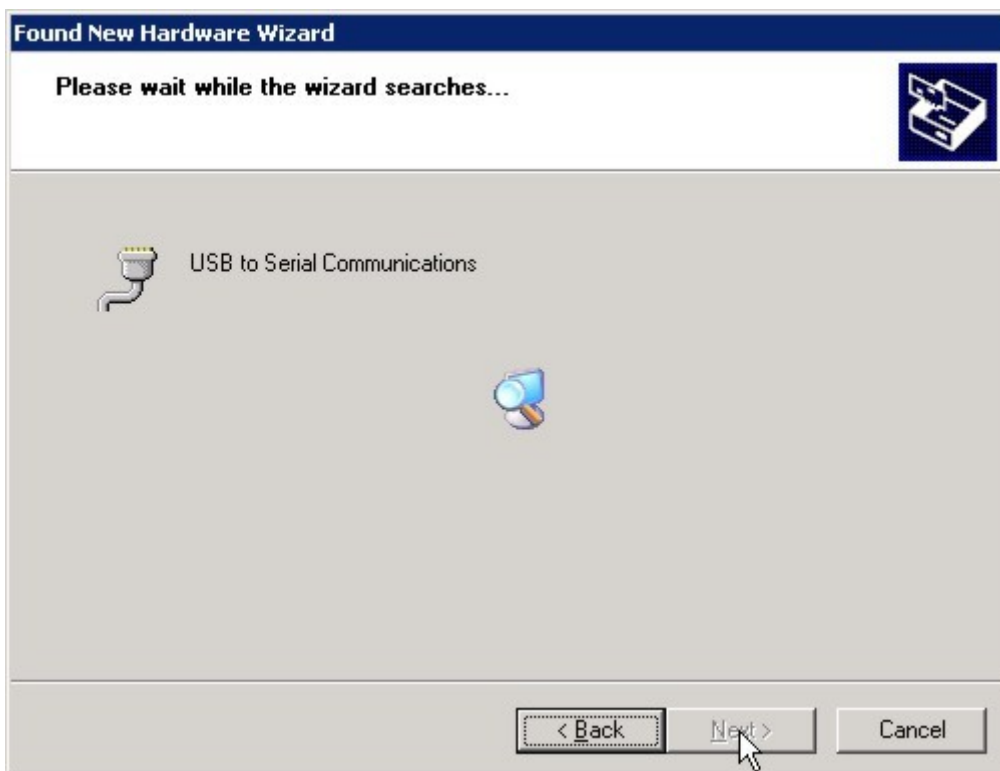 Found New Hardware Wizard
Please wait while the wizard searches...
USB to Serial Communications
< Back
Next >
Cancel